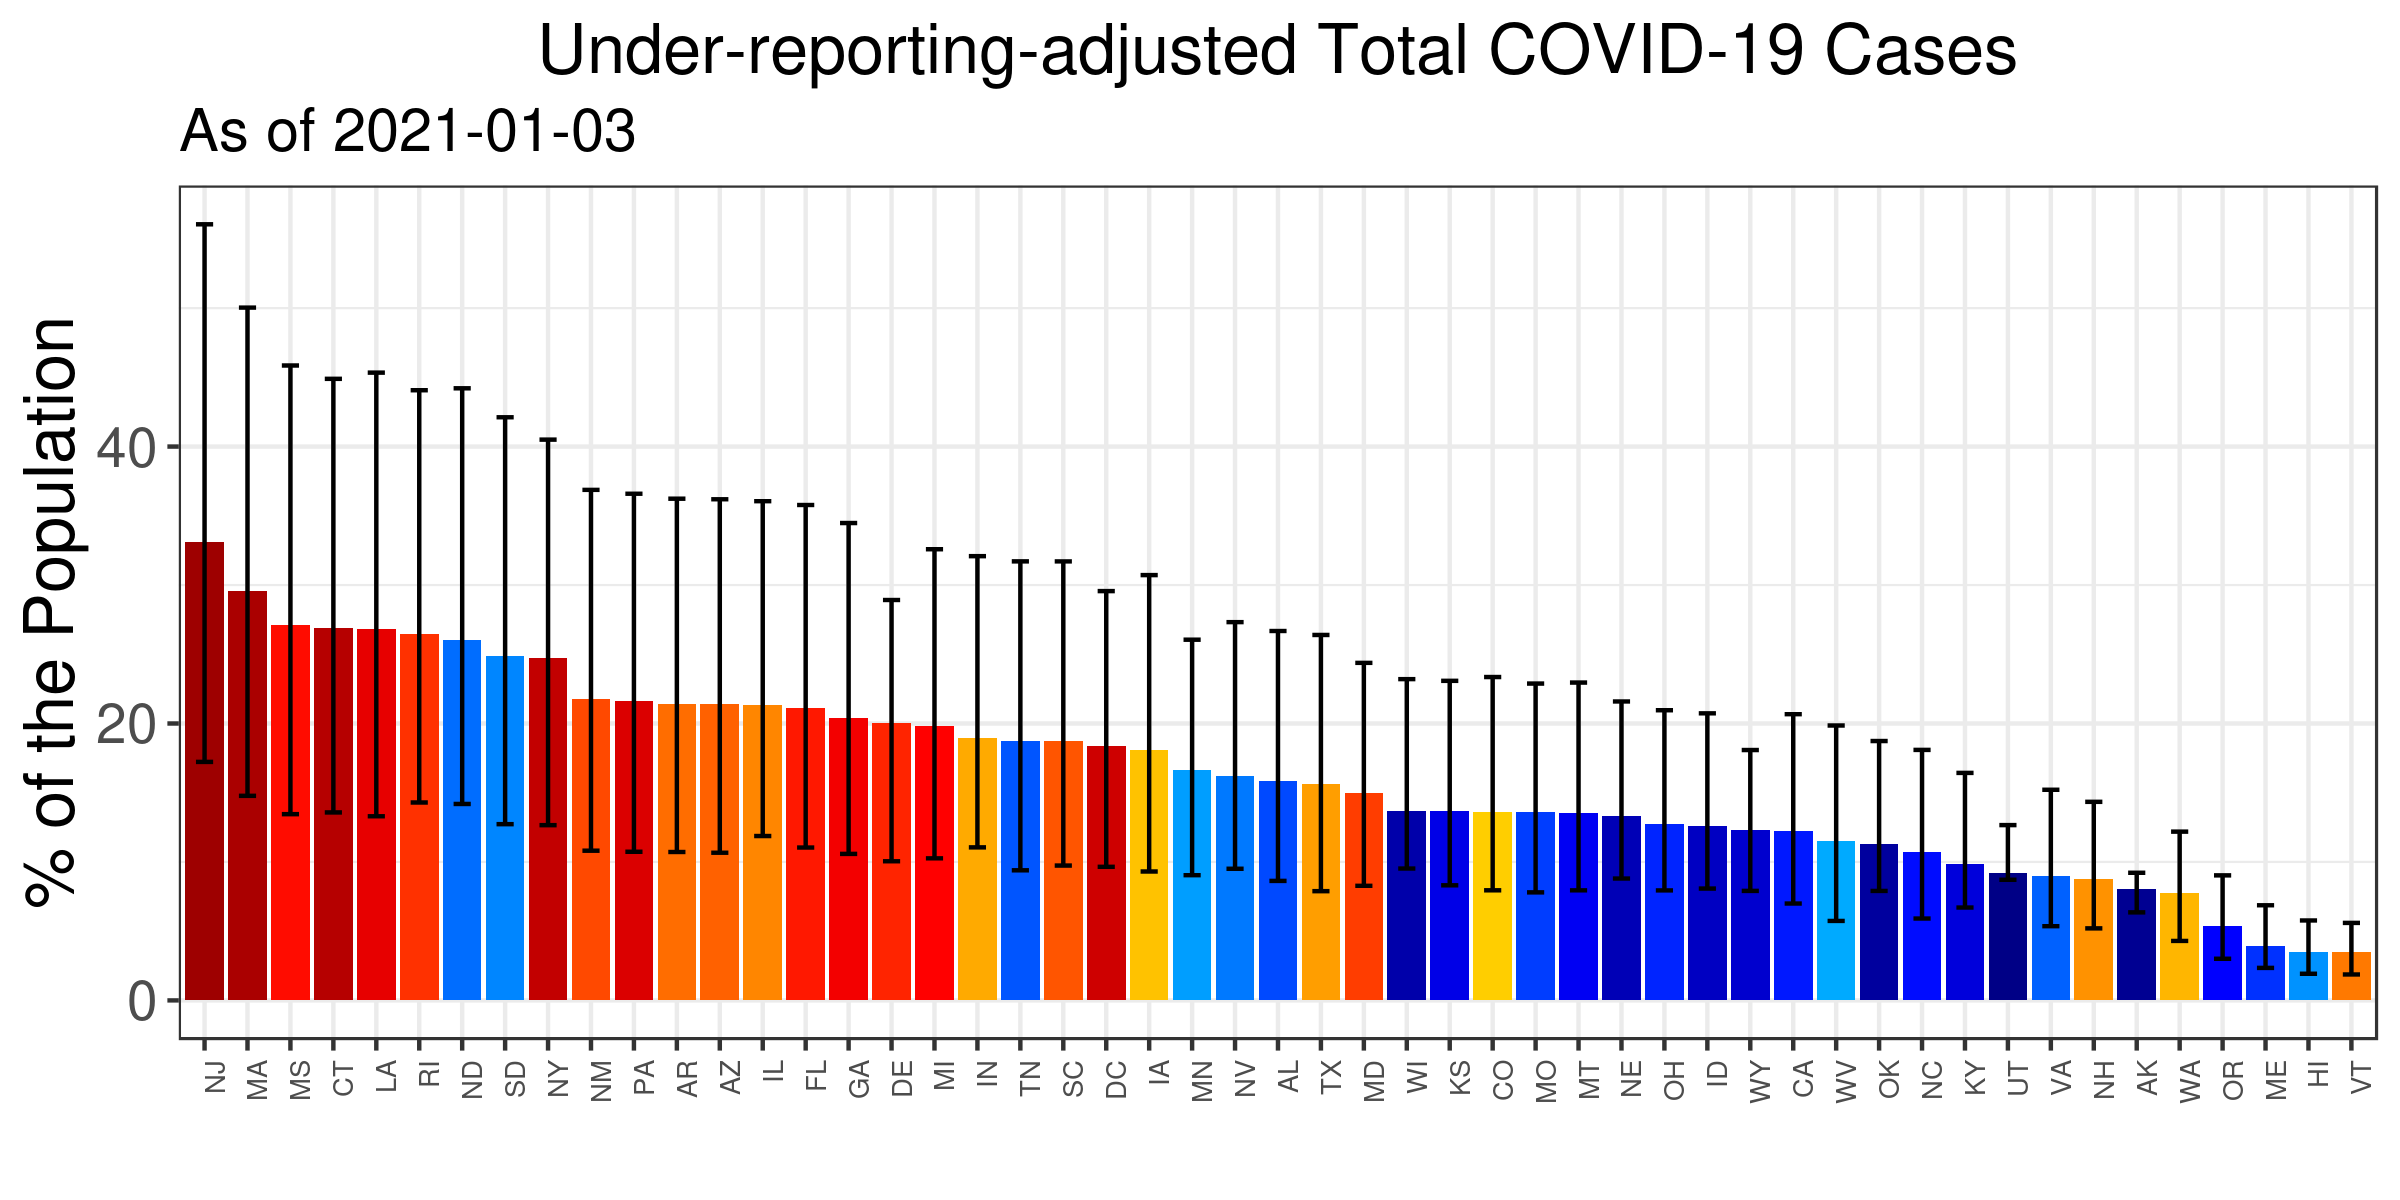 Under-reporting-adjusted Total COVID-19 Cases
As of 2021-01-03
% of the Population
40
20
0
NJ MA MS CT LA RI ND SD NY NM PA AR AZ IL FL GA DE MI IN TN SC DC IA MN NV AL TX MD WI KS CO MO MT NE OH ID WY CA WV OK NC KY UT VA NH AK WA OR ME HI VT